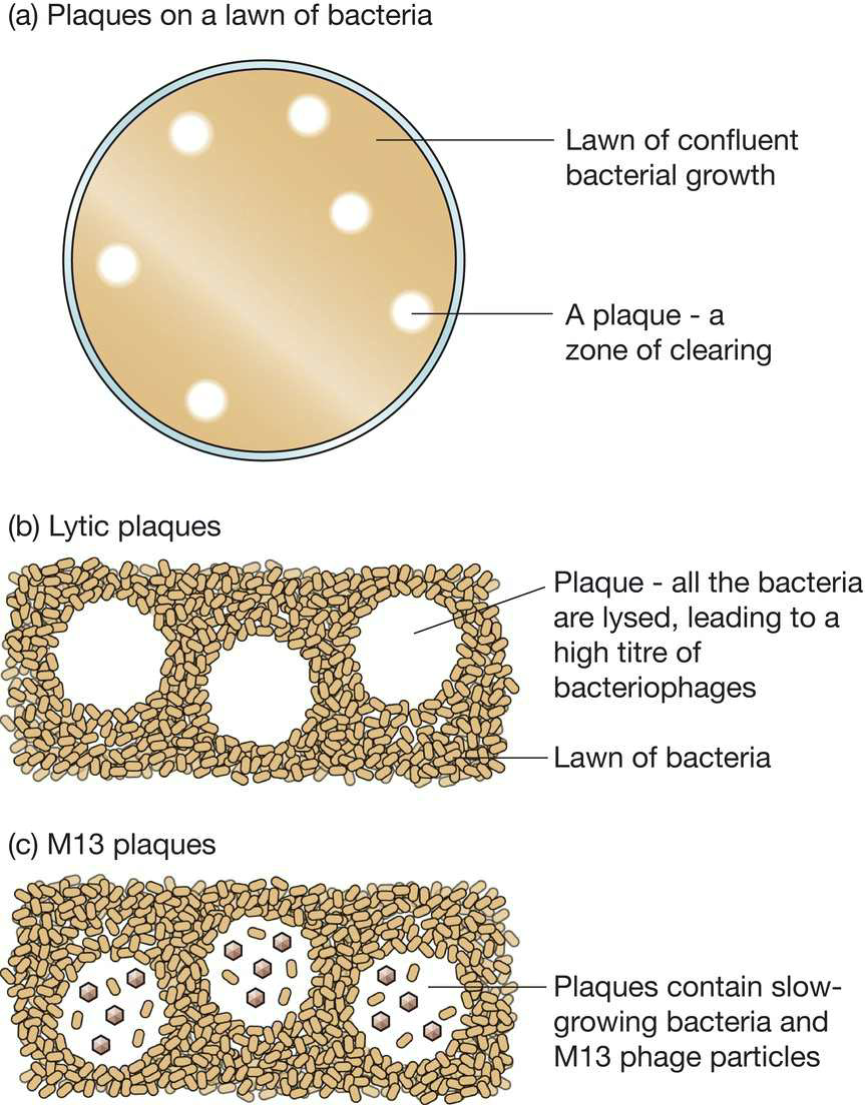 (a) Plaques on a lawn of bacteria
Lawn of confluent
bacterial growth
A plaque - a
zone of clearing
(b) Lytic plaques
Plaque - all the bacteria
are lysed, leading to a
high titre of
bacteriophages
Lawn of bacteria
(c) M13 plaques
Plaques contain slow-
growing bacteria and
M13 phage particles